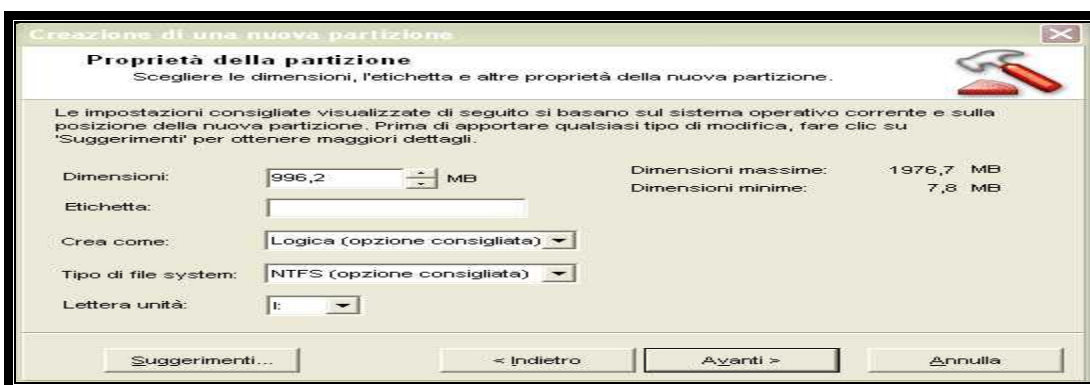 Creazione di una nuova partizione
Proprietà della partizione
Scegliere le dimensioni, l'etichetta e altre proprietà della nuova partizione.
Le impostazioni consigliate visualizzate di seguito si basano sul sistema operativo corrente e sulla
posizione della nuova partizione. Prima di apportare qualsiasi tipo di modifica, fare clic su
'Suggerimenti' per ottenere maggiori dettagli.
Dimensioni: 996,2 MB Dimensioni massime: 1976,7 MB
Dimensioni minime: 7,8 MB
Etichetta:
Crea come: Logica (opzione consigliata)
Tipo di file system: NTFS (opzione consigliata)
Lettera unità: I:
Suggerimenti... < Indietro Avanti > Annulla